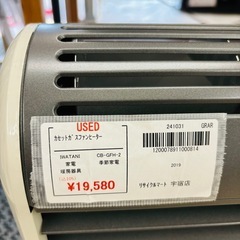 USED
カセットガスファンヒーター
IWATANI
CB-GFH-2
家電
季節家電
暖房器具
¥19,580
241031
GRAR
1200078911000814
2019
リサイクルマート 宇宿店